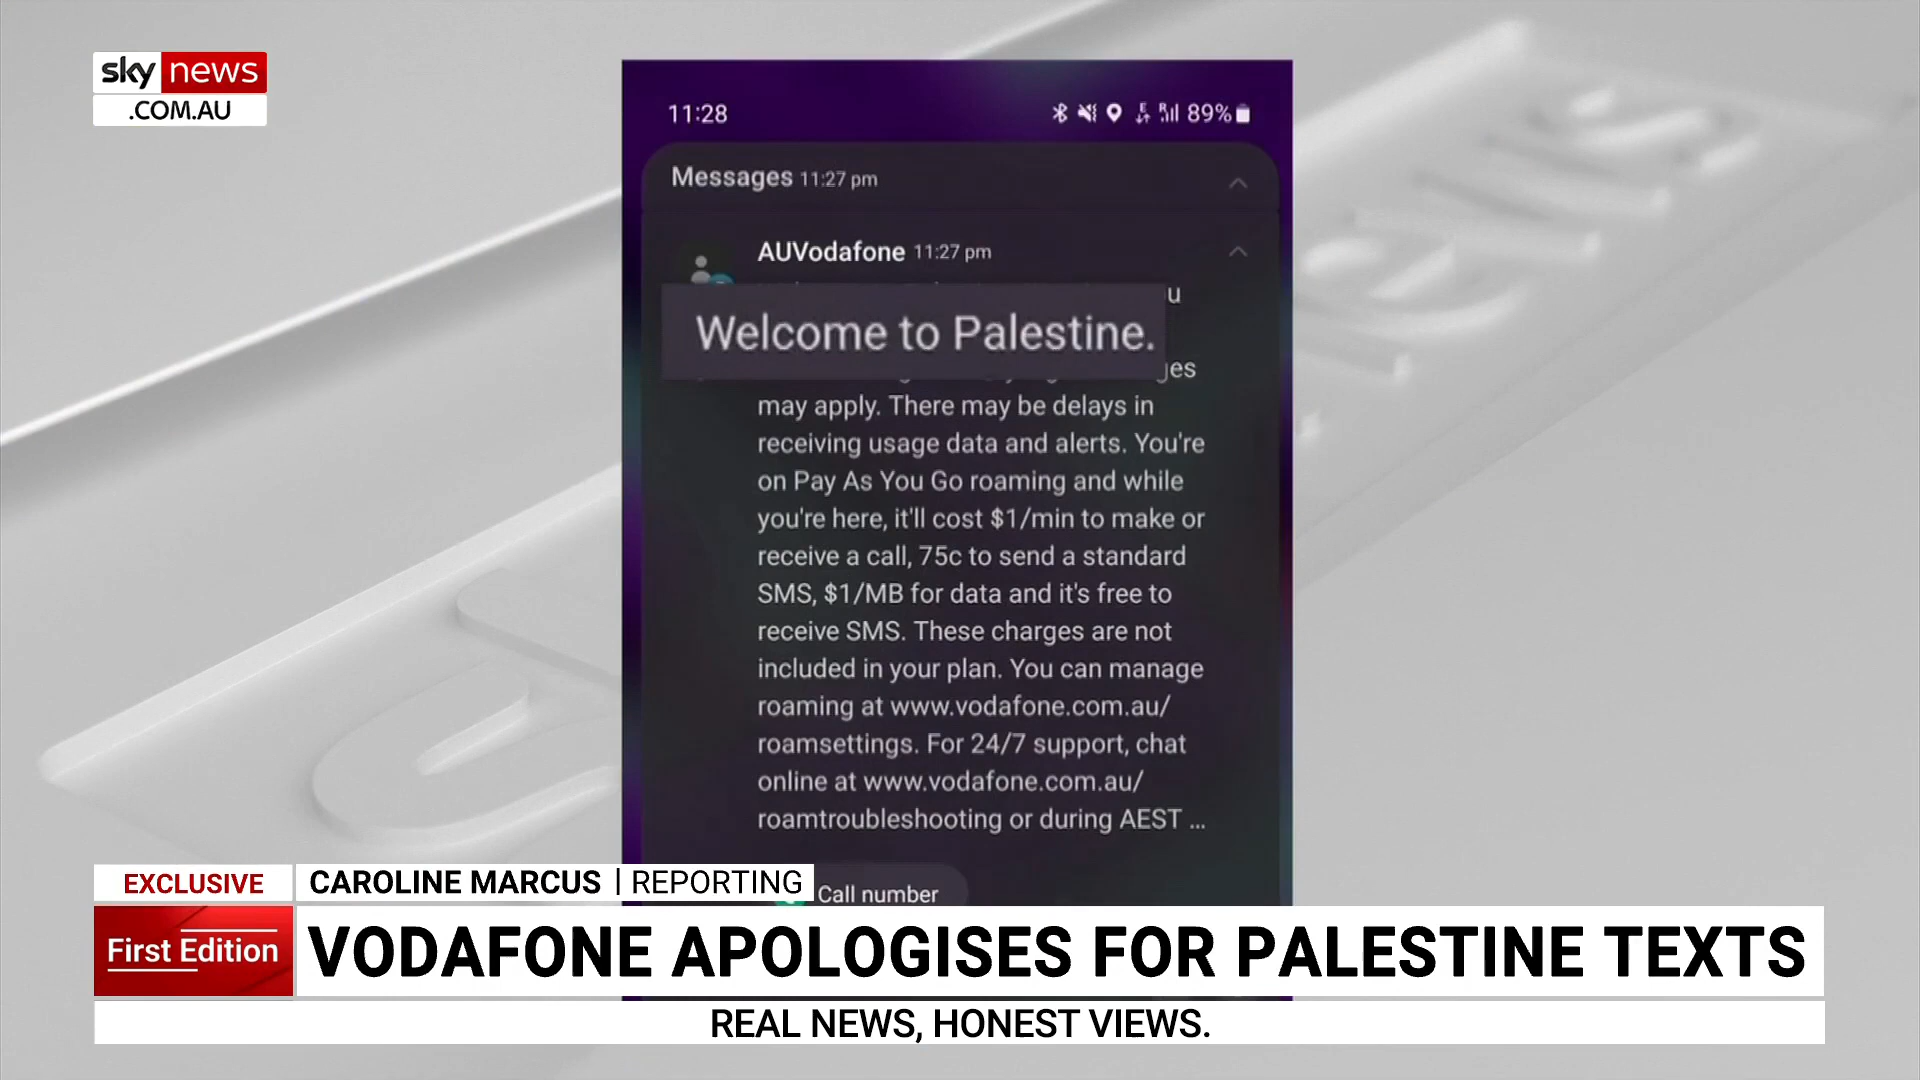 sky news
.COM.AU
11:28
89%
Messages 11:27 pm
AUVodafone 11:27 pm
u
Welcome to Palestine.
may apply. There may be delays in
receiving usage data and alerts. You're
on Pay As You Go roaming and while
you're here, it'll cost $1/min to make or
receive a call, 75c to send a standard
SMS, $1/MB for data and it's free to
receive SMS. These charges are not
included in your plan. You can manage
roaming at www.vodafone.com.au/
roamsettings. For 24/7 support, chat
online at www.vodafone.com.au/
roamtroubleshooting or during AEST ...
Call number
EXCLUSIVE CAROLINE MARCUS | REPORTING
First Edition VODAFONE APOLOGISES FOR PALESTINE TEXTS
REAL NEWS, HONEST VIEWS.